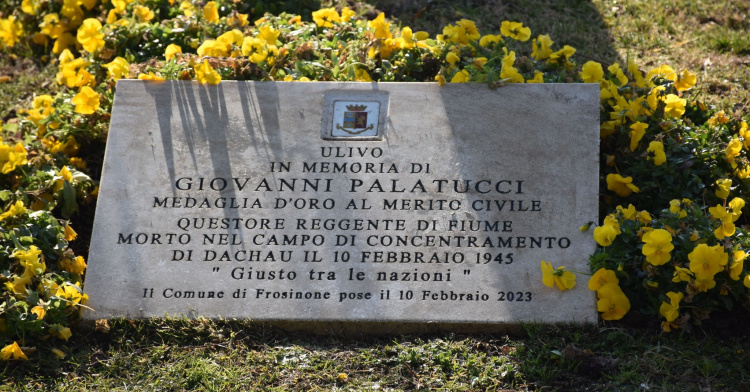 ULIVO
IN MEMORIA DI
GIOVANNI PALATUCCI
MEDAGLIA D'ORO AL MERITO CIVILE
QUESTORE REGGENTE DI FIUME
MORTO NEL CAMPO DI CONCENTRAMENTO
DI DACHAU IL 10 FEBBRAIO 1945
" Giusto tra le nazioni "
Il Comune di Frosinone pose il 10 Febbraio 2023